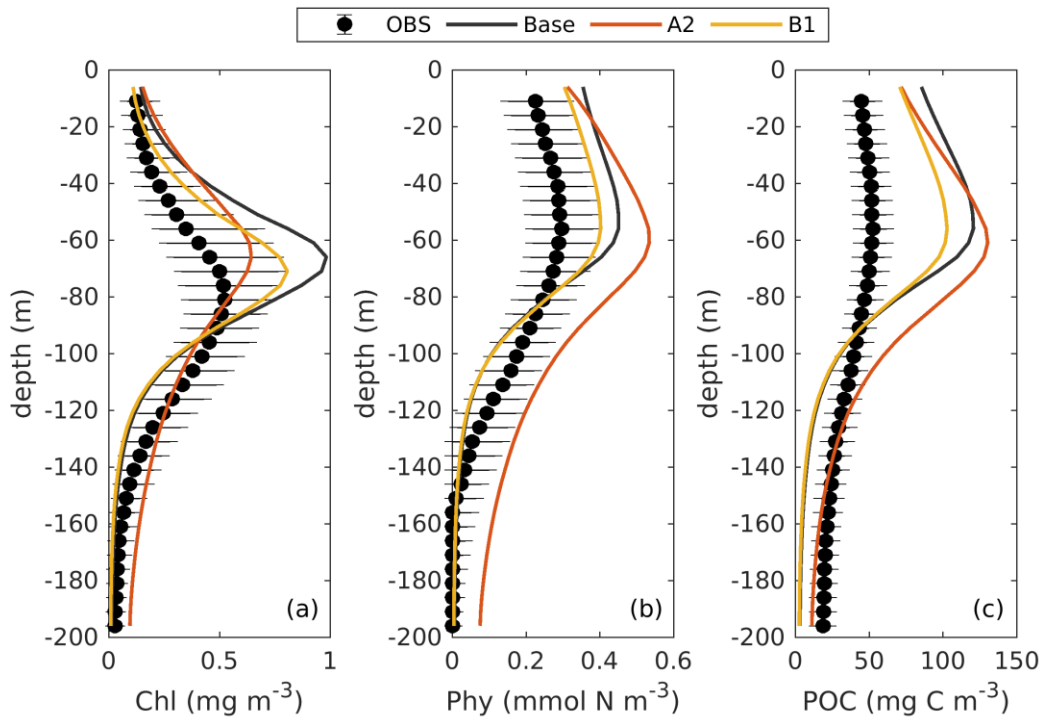 OBS Base A2 B1
0 0 0
-20 -20 -20
-40 -40 -40
-60 -60 -60
-80 -80 -80
-100 -100 -100
-120 -120 -120
-140 -140 -140
-160 -160 -160
-180 -180 -180
-200 -200 -200
depth (m) depth (m) depth (m)
(a) (b) (c)
0 0.5 1 0 0.2 0.4 0.6 0 50 100 150
Chl (mg m⁻³) Phy (mmol N m⁻³) POC (mg C m⁻³)